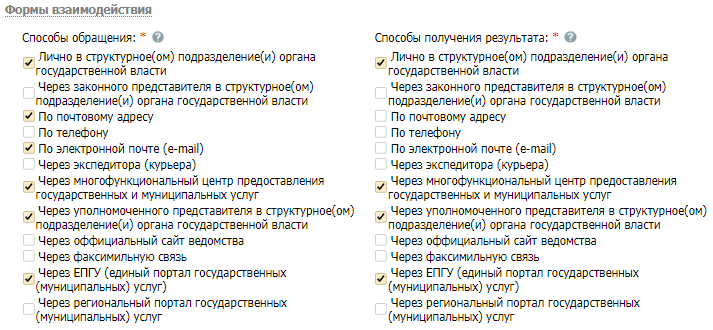 Формы взаимодействия
Способы обращения: * ?
Лично в структурное(ом) подразделение(и) органа
государственной власти
Через законного представителя в структурное(ом)
подразделение(и) органа государственной власти
По почтовому адресу
По телефону
По электронной почте (e-mail)
Через экспедитора (курьера)
Через многофункциональный центр предоставления
государственных и муниципальных услуг
Через уполномоченного представителя в структурное(ом)
подразделение(и) органа государственной власти
Через оффициальный сайт ведомства
Через факсимильную связь
Через ЕПГУ (единый портал государственных
(муниципальных) услуг)
Через региональный портал государственных
(муниципальных) услуг
Способы получения результата: * ?
Лично в структурное(ом) подразделение(и) органа
государственной власти
Через законного представителя в структурное(ом)
подразделение(и) органа государственной власти
По почтовому адресу
По телефону
По электронной почте (e-mail)
Через экспедитора (курьера)
Через многофункциональный центр предоставления
государственных и муниципальных услуг
Через уполномоченного представителя в структурное(ом)
подразделение(и) органа государственной власти
Через оффициальный сайт ведомства
Через факсимильную связь
Через ЕПГУ (единый портал государственных
(муниципальных) услуг)
Через региональный портал государственных
(муниципальных) услуг